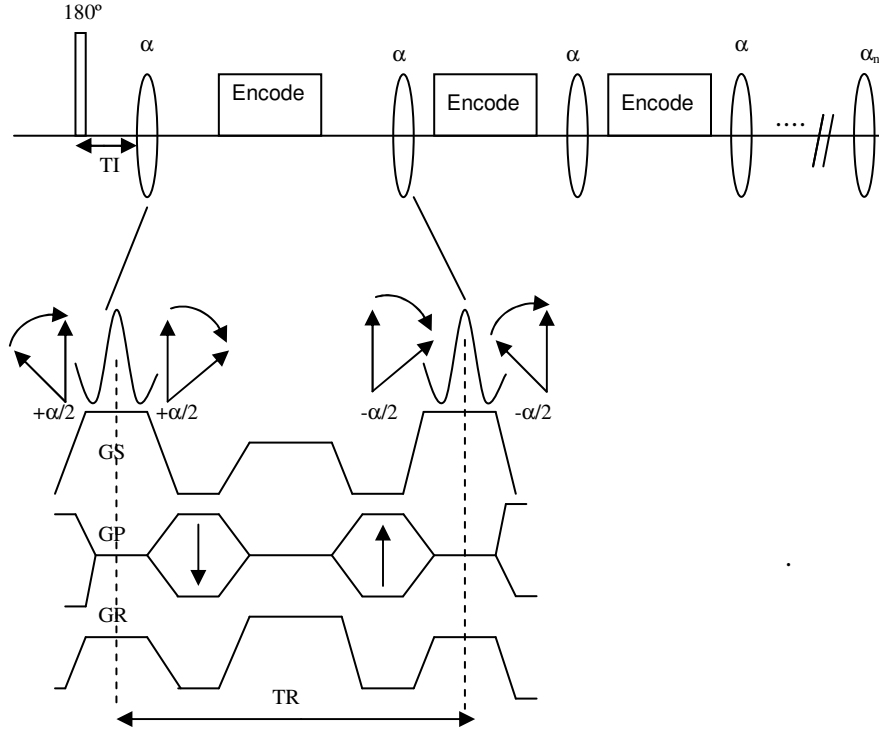 180º
α α α α αn
Encode Encode Encode
TI
....
+α/2 +α/2 -α/2 -α/2
GS
GP
GR
TR